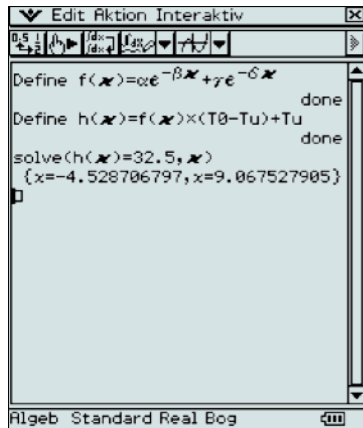 Edit Aktion Interaktiv
Define f(x)=αe^-βx+γe^-δx
done
Define h(x)=f(x)×(T0-Tu)+Tu
done
solve(h(x)=32.5,x)
{x=-4.528706797,x=9.067527905}
Algeb Standard Real Bog